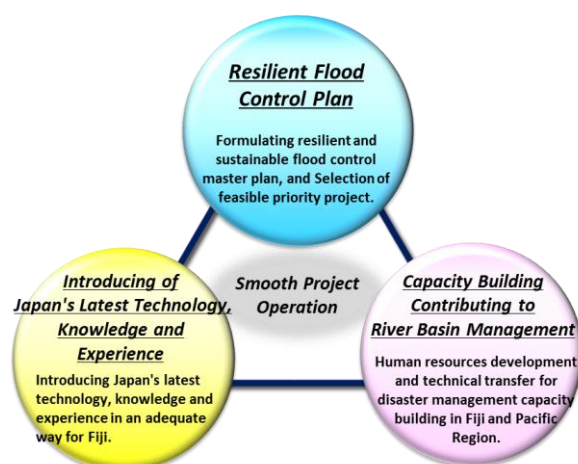 Resilient Flood
Control Plan
Formulating resilient and
sustainable flood control
master plan, and Selection of
feasible priority project.
Smooth Project
Operation
Introducing of
Japan's Latest Technology,
Knowledge and
Experience
Introducing Japan's latest
technology, knowledge and
experience in an adequate
way for Fiji.
Capacity Building
Contributing to
River Basin Management
Human resources development
and technical transfer for
disaster management capacity
building in Fiji and Pacific
Region.